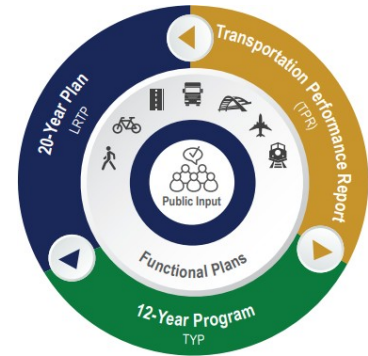 20-Year Plan
LRTP
Transportation Performance Report
(TPR)
Public Input
Functional Plans
12-Year Program
TYP